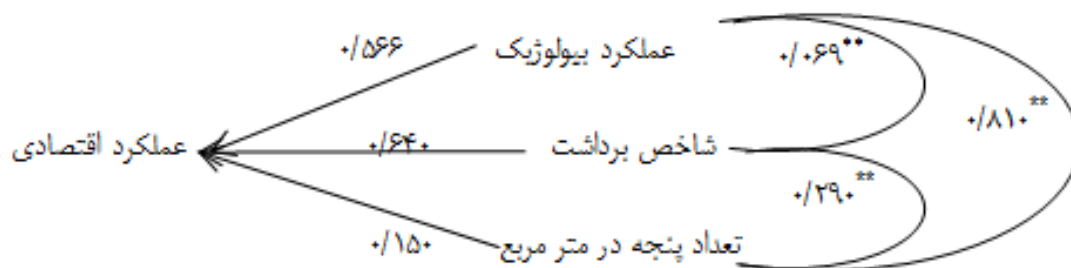 عملکرد بیولوژیک
۰/۵۶۶
۰/۰۶۹**
۰/۸۱۰**
عملکرد اقتصادی
۰/۶۴۰
شاخص برداشت
۰/۲۹۰**
تعداد پنجه در متر مربع
۰/۱۵۰